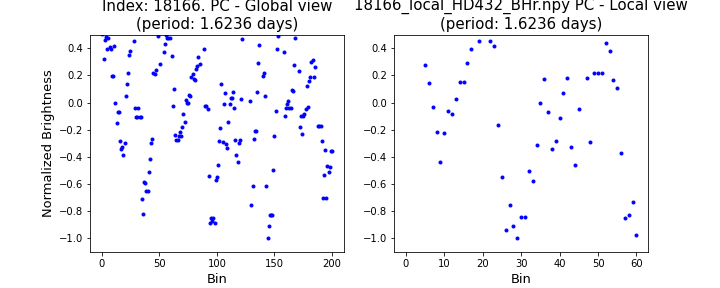 Index: 18166. PC - Global view
(period: 1.6236 days)
18166_local_HD432_BHr.npy PC - Local view
(period: 1.6236 days)
Normalized Brightness
0.4
0.2
0.0
−0.2
−0.4
−0.6
−0.8
−1.0
0 50 100 150 200
Bin
0.4
0.2
0.0
−0.2
−0.4
−0.6
−0.8
−1.0
0 10 20 30 40 50 60
Bin